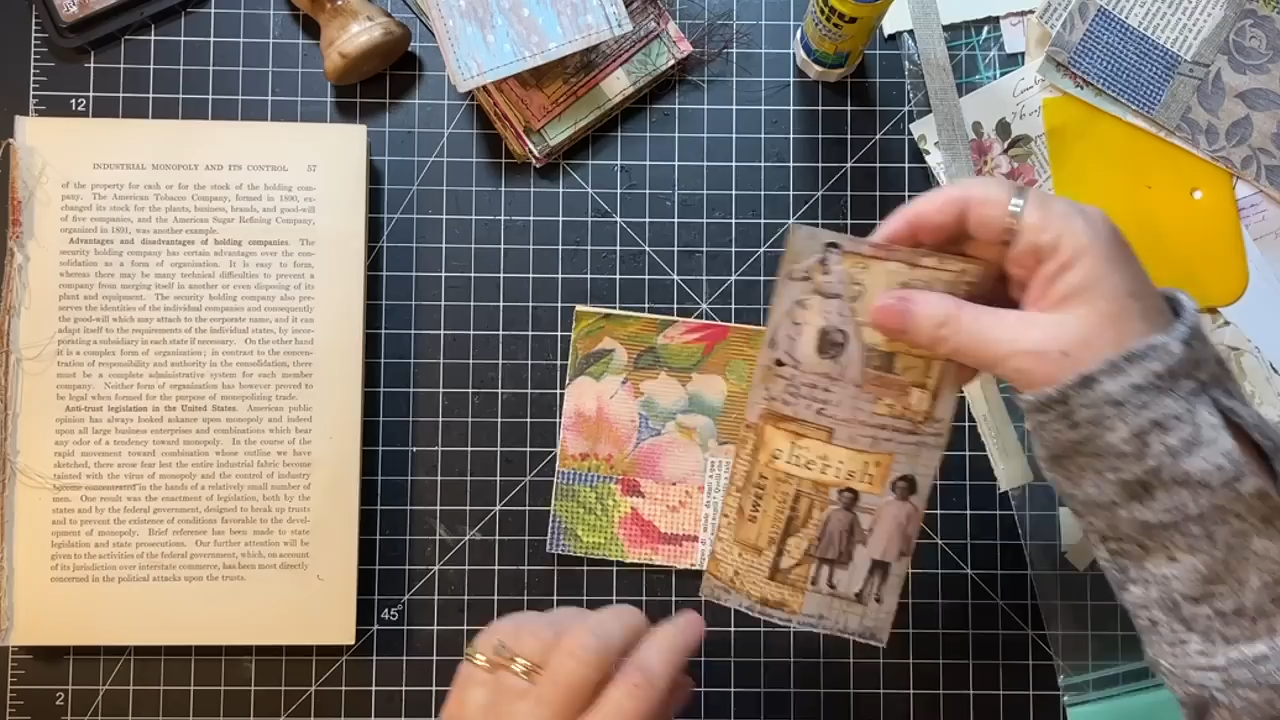 12
INDUSTRIAL MONOPOLY AND ITS CONTROL 57
of the property for cash or for the stock of the holding com-
pany. The American Tobacco Company, formed in 1890, ex-
changed its stock for the plants, business, brands, and good-will
of five companies, and the American Sugar Refining Company,
organized in 1891, was another example.
Advantages and disadvantages of holding companies. The
security holding company has certain advantages over the con-
solidation as a form of organization. It is easy to form,
whereas there may be many technical difficulties to prevent a
company from merging itself in another or even disposing of its
plant and equipment. The security holding company also pre-
serves the identities of the individual companies and consequently
the good-will which may attach to the corporate name, and it can
adapt itself to the requirements of the individual states, by incor-
porating a subsidiary in each state if necessary. On the other hand
it is a complex form of organization; in contrast to the concen-
tration of responsibility and authority in the consolidation, there
must be a complete administrative system for each member
company. Neither form of organization has however proved to
be legal when formed for the purpose of monopolizing trade.
Anti-trust legislation in the United States. American public
opinion has always looked askance upon monopoly and indeed
upon all large business enterprises and combinations which bear
any odor of a tendency toward monopoly. In the course of the
rapid movement toward combination whose outline we have
sketched, there arose fear lest the entire industrial fabric become
tainted with the virus of monopoly and the control of industry
become concentrated in the hands of a relatively small number of
men. One result was the enactment of legislation, both by the
states and by the federal government, designed to break up trusts
and to prevent the existence of conditions favorable to the devel-
opment of monopoly. Brief reference has been made to state
legislation and state prosecutions. Our further attention will be
given to the activities of the federal government, which, on account
of its jurisdiction over interstate commerce, has been most directly
concerned in the political attacks upon the trusts.
cherish
SWEET
45°
2